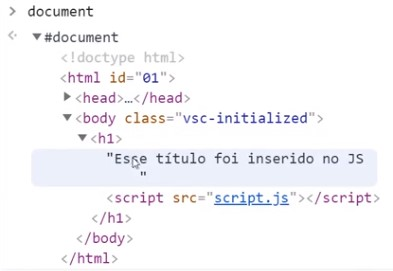 > document
<· ▼#document
<!doctype html>
<html id="01">
▶<head>…</head>
▼<body class="vsc-initialized">
▼<h1>
"Esse título foi inserido no JS
"
<script src="script.js"></script>
</h1>
</body>
</html>